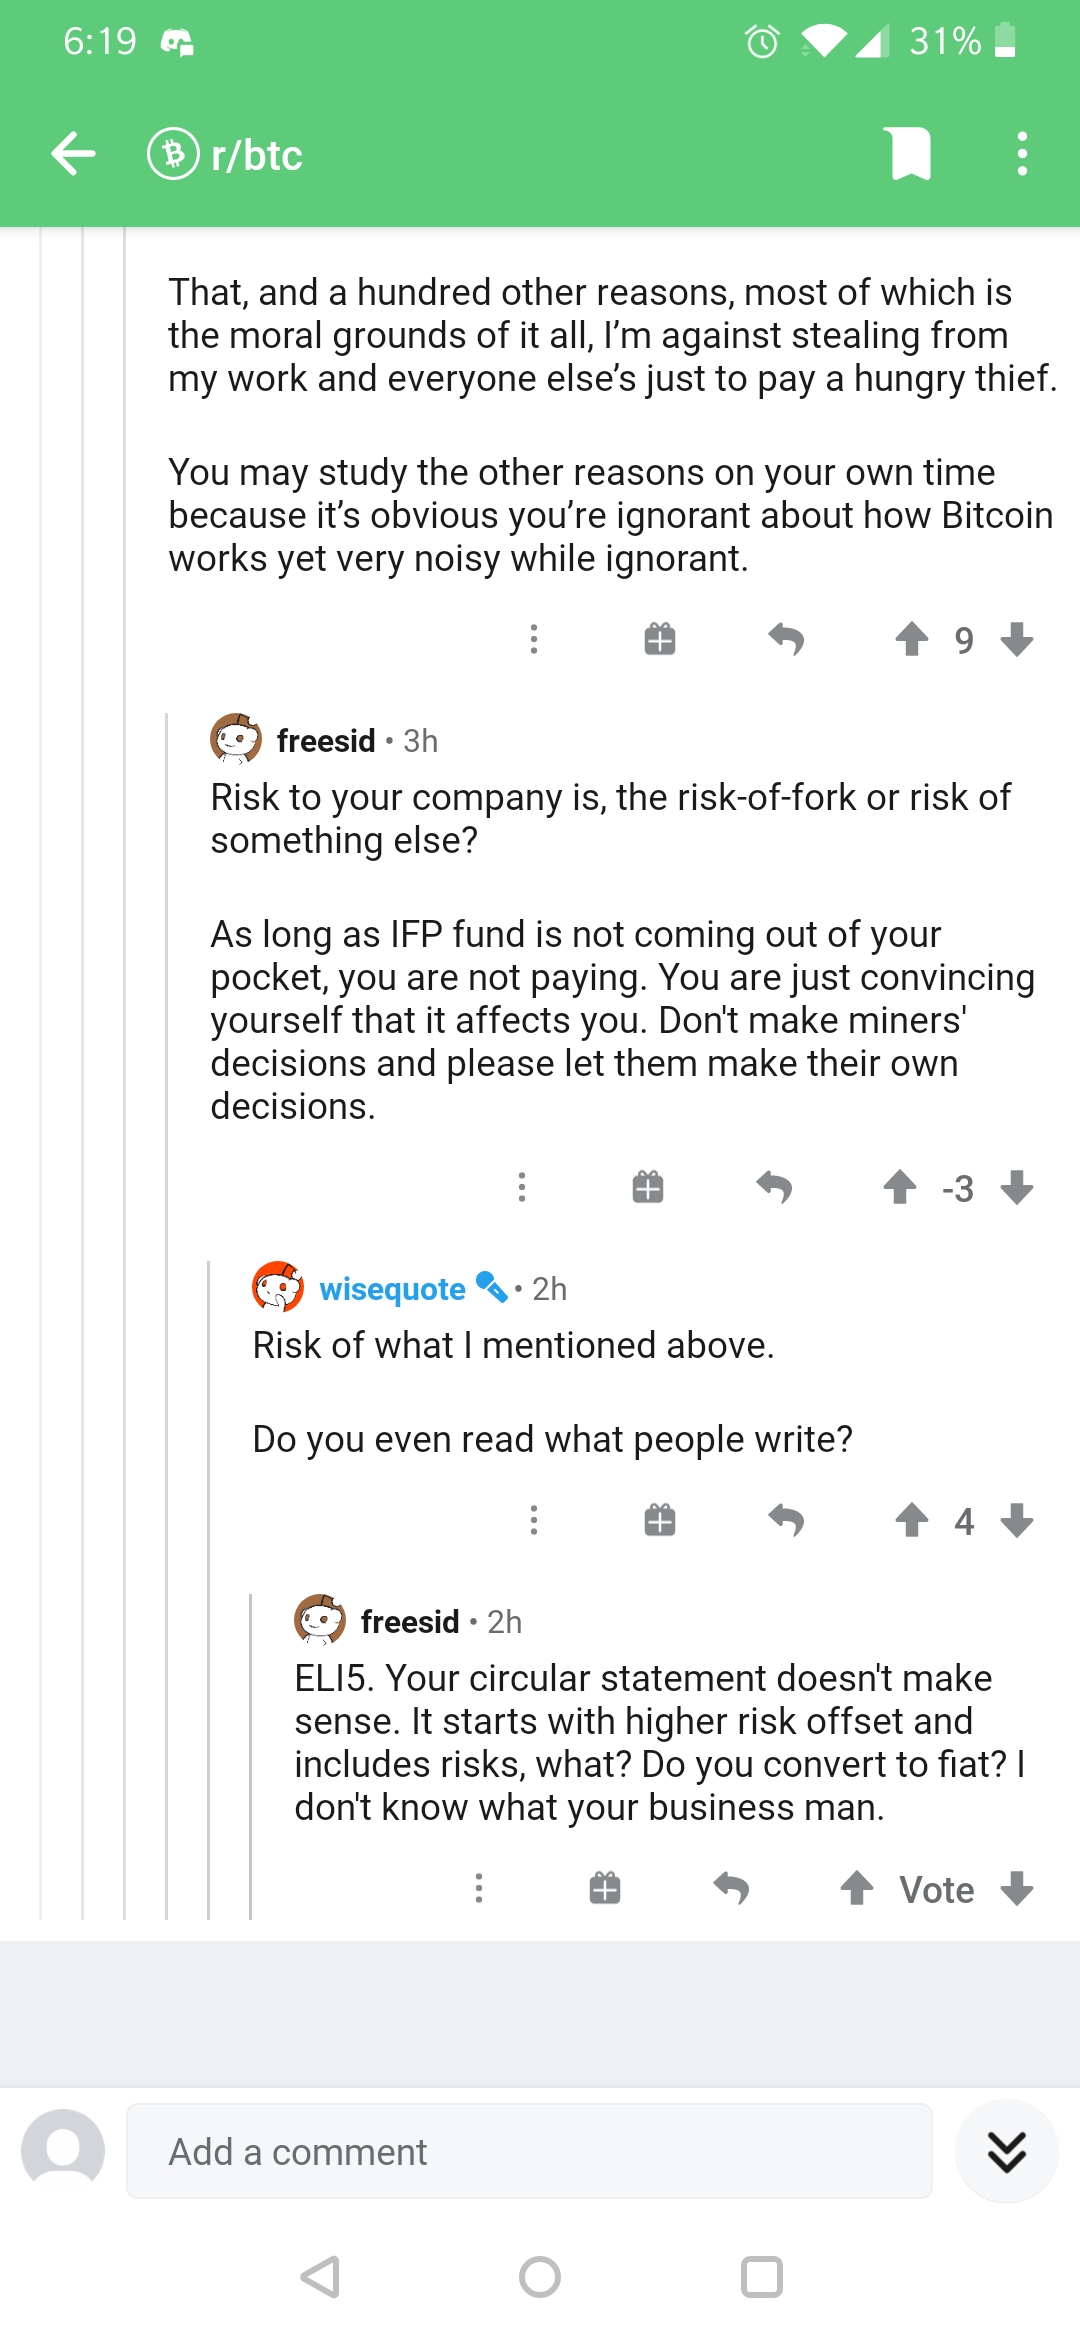 6:19
31%
r/btc
That, and a hundred other reasons, most of which is
the moral grounds of it all, I'm against stealing from
my work and everyone else's just to pay a hungry thief.
You may study the other reasons on your own time
because it's obvious you're ignorant about how Bitcoin
works yet very noisy while ignorant.
9
freesid • 3h
Risk to your company is, the risk-of-fork or risk of
something else?
As long as IFP fund is not coming out of your
pocket, you are not paying. You are just convincing
yourself that it affects you. Don't make miners'
decisions and please let them make their own
decisions.
-3
wisequote • 2h
Risk of what I mentioned above.
Do you even read what people write?
4
freesid • 2h
ELI5. Your circular statement doesn't make
sense. It starts with higher risk offset and
includes risks, what? Do you convert to fiat? I
don't know what your business man.
Vote
Add a comment